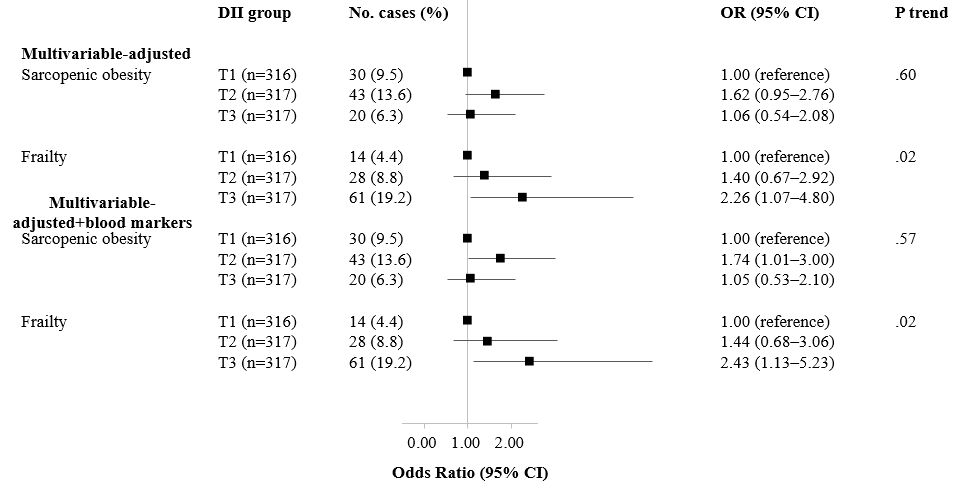 DII group No. cases (%) OR (95% CI) P trend
Multivariable-adjusted
Sarcopenic obesity T1 (n=316) 30 (9.5) 1.00 (reference) .60
T2 (n=317) 43 (13.6) 1.62 (0.95–2.76)
T3 (n=317) 20 (6.3) 1.06 (0.54–2.08)
Frailty T1 (n=316) 14 (4.4) 1.00 (reference) .02
T2 (n=317) 28 (8.8) 1.40 (0.67–2.92)
T3 (n=317) 61 (19.2) 2.26 (1.07–4.80)
Multivariable-
adjusted+blood markers
Sarcopenic obesity T1 (n=316) 30 (9.5) 1.00 (reference) .57
T2 (n=317) 43 (13.6) 1.74 (1.01–3.00)
T3 (n=317) 20 (6.3) 1.05 (0.53–2.10)
Frailty T1 (n=316) 14 (4.4) 1.00 (reference) .02
T2 (n=317) 28 (8.8) 1.44 (0.68–3.06)
T3 (n=317) 61 (19.2) 2.43 (1.13–5.23)
0.00 1.00 2.00
Odds Ratio (95% CI)